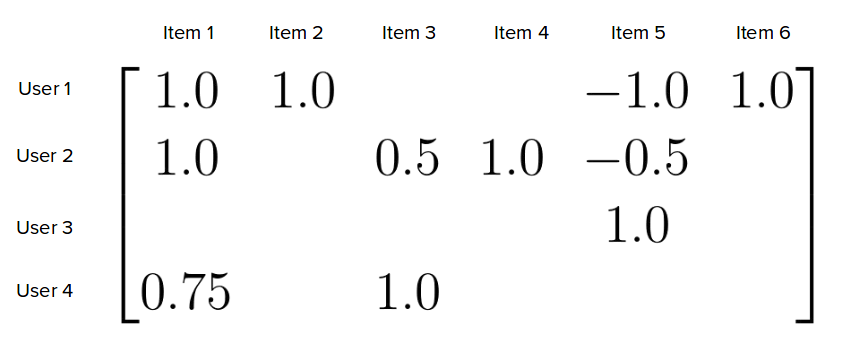 Item 1 Item 2 Item 3 Item 4 Item 5 Item 6
User 1 1.0 1.0 −1.0 1.0
User 2 1.0 0.5 1.0 −0.5
User 3 1.0
User 4 0.75 1.0